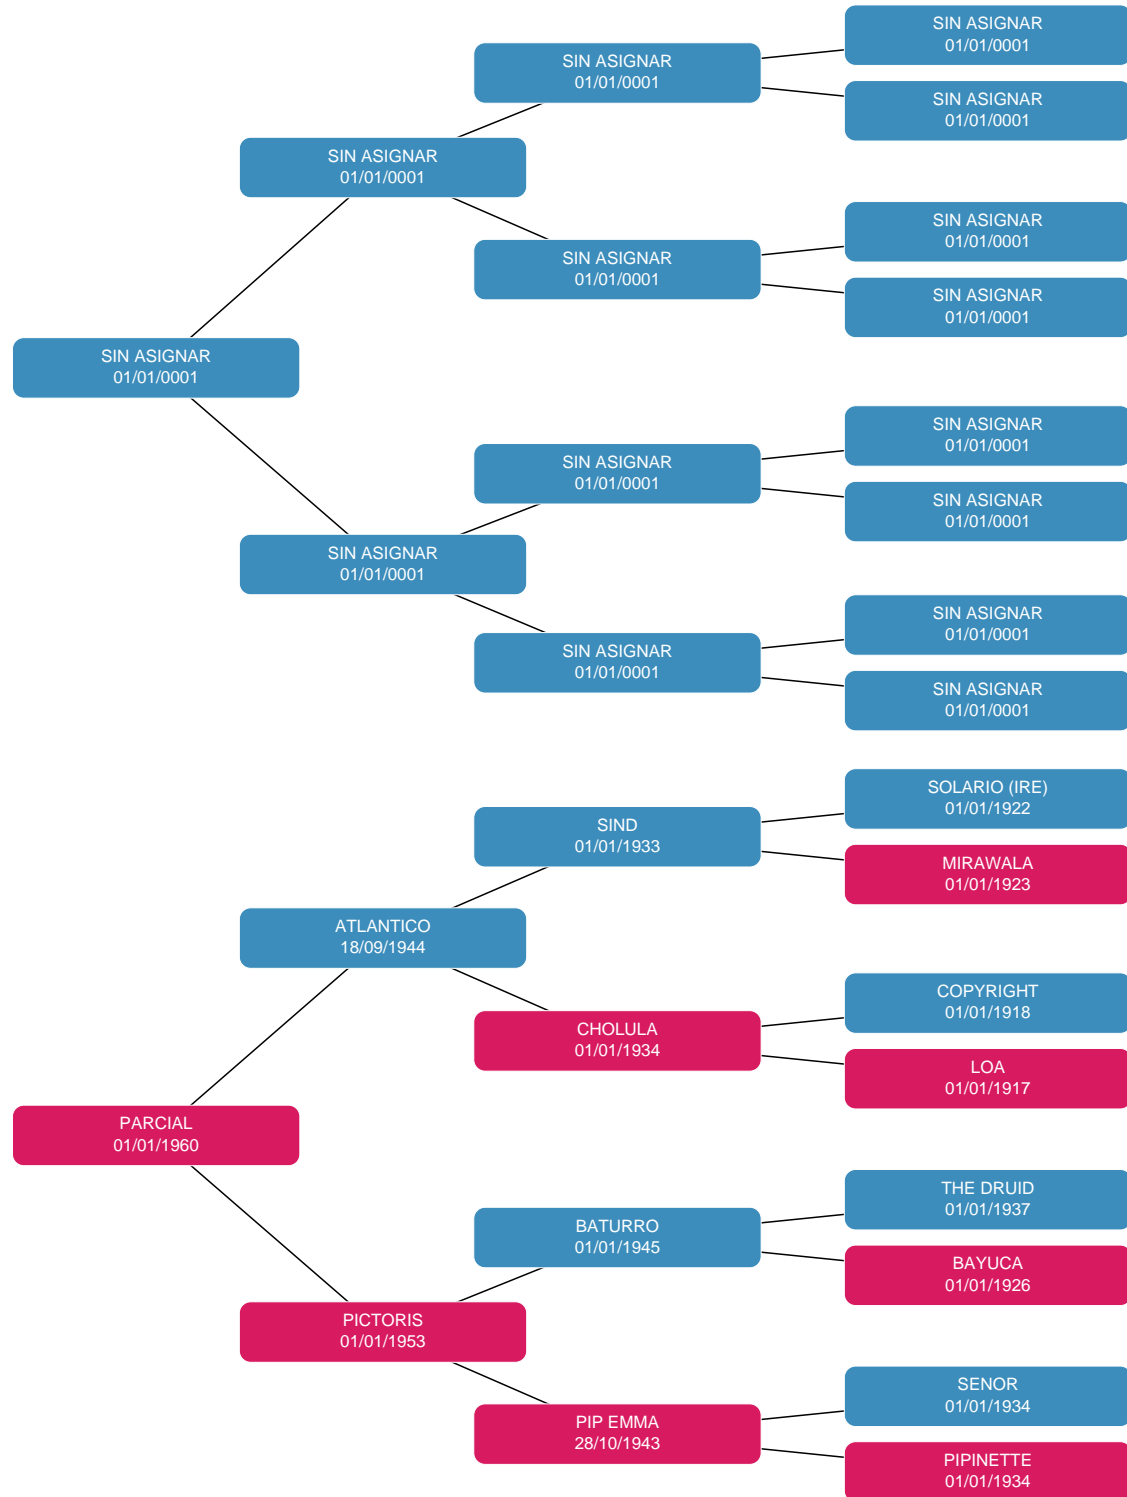 SIN ASIGNAR
01/01/0001
SIN ASIGNAR
01/01/0001
SIN ASIGNAR
01/01/0001
SIN ASIGNAR
01/01/0001
SIN ASIGNAR
01/01/0001
SIN ASIGNAR
01/01/0001
SIN ASIGNAR
01/01/0001
SIN ASIGNAR
01/01/0001
SIN ASIGNAR
01/01/0001
SIN ASIGNAR
01/01/0001
SIN ASIGNAR
01/01/0001
SIN ASIGNAR
01/01/0001
SIN ASIGNAR
01/01/0001
SIN ASIGNAR
01/01/0001
SIN ASIGNAR
01/01/0001
SOLARIO (IRE)
01/01/1922
SIND
01/01/1933
MIRAWALA
01/01/1923
ATLANTICO
18/09/1944
COPYRIGHT
01/01/1918
CHOLULA
01/01/1934
LOA
01/01/1917
PARCIAL
01/01/1960
THE DRUID
01/01/1937
BATURRO
01/01/1945
BAYUCA
01/01/1926
PICTORIS
01/01/1953
SENOR
01/01/1934
PIP EMMA
28/10/1943
PIPINETTE
01/01/1934